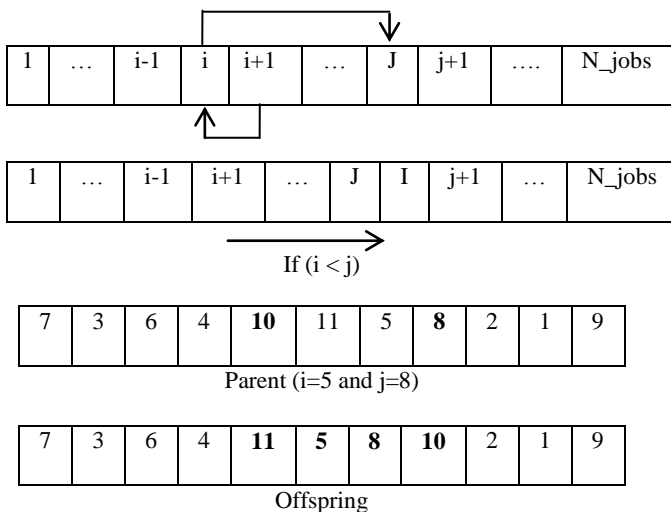 1 … i-1 i i+1 … J j+1 …. N_jobs
1 … i-1 i+1 … J I j+1 … N_jobs
If (i < j)
7 3 6 4 10 11 5 8 2 1 9
Parent (i=5 and j=8)
7 3 6 4 11 5 8 10 2 1 9
Offspring